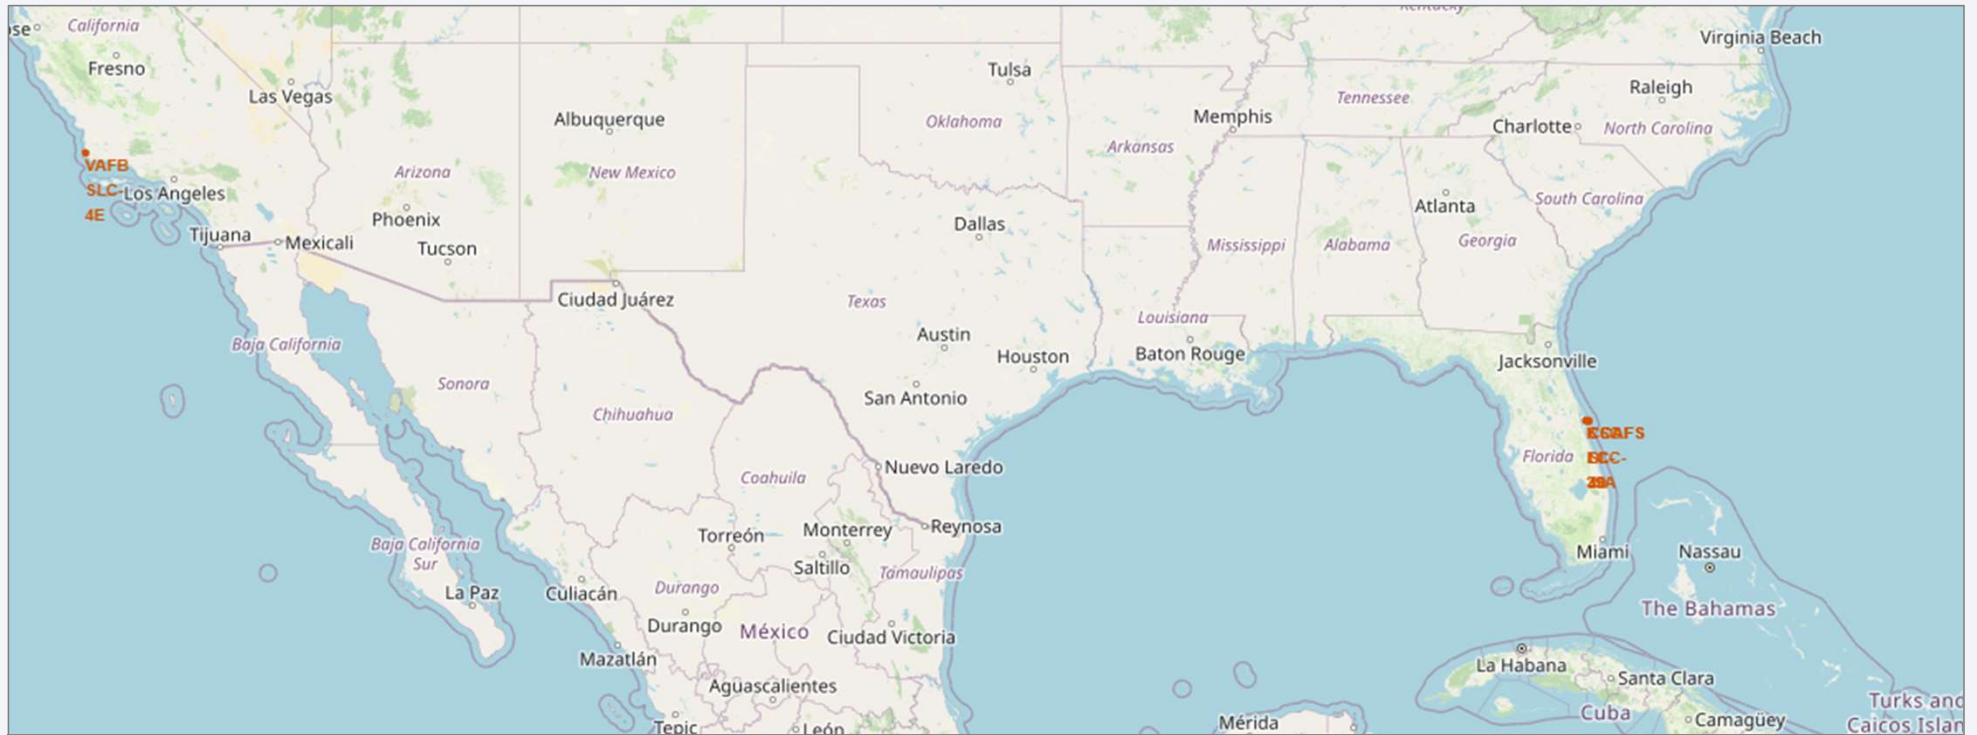 California
Virginia Beach
Fresno
Tulsa
Las Vegas
Raleigh
Albuquerque
Memphis
Tennessee
Oklahoma
Charlotte
North Carolina
Arkansas
VAFB
SLC-
4E
Los Angeles
Arizona
New Mexico
South Carolina
Atlanta
Phoenix
Dallas
Tijuana
Mexicali
Tucson
Mississippi
Alabama
Georgia
Ciudad Juárez
Texas
Louisiana
Austin
Baja California
Houston
Baton Rouge
Jacksonville
Sonora
San Antonio
Chihuahua
Florida
Nuevo Laredo
Coahuila
Reynosa
Torreón
Monterrey
Baja California
Sur
Saltillo
Tamaulipas
Miami
Nassau
La Paz
Culiacán
Durango
The Bahamas
Durango
México
Ciudad Victoria
Mazatlán
La Habana
Santa Clara
Aguascalientes
Turks and
Caicos Islan
Cuba
Camagüey
Mérida
Tepic
León